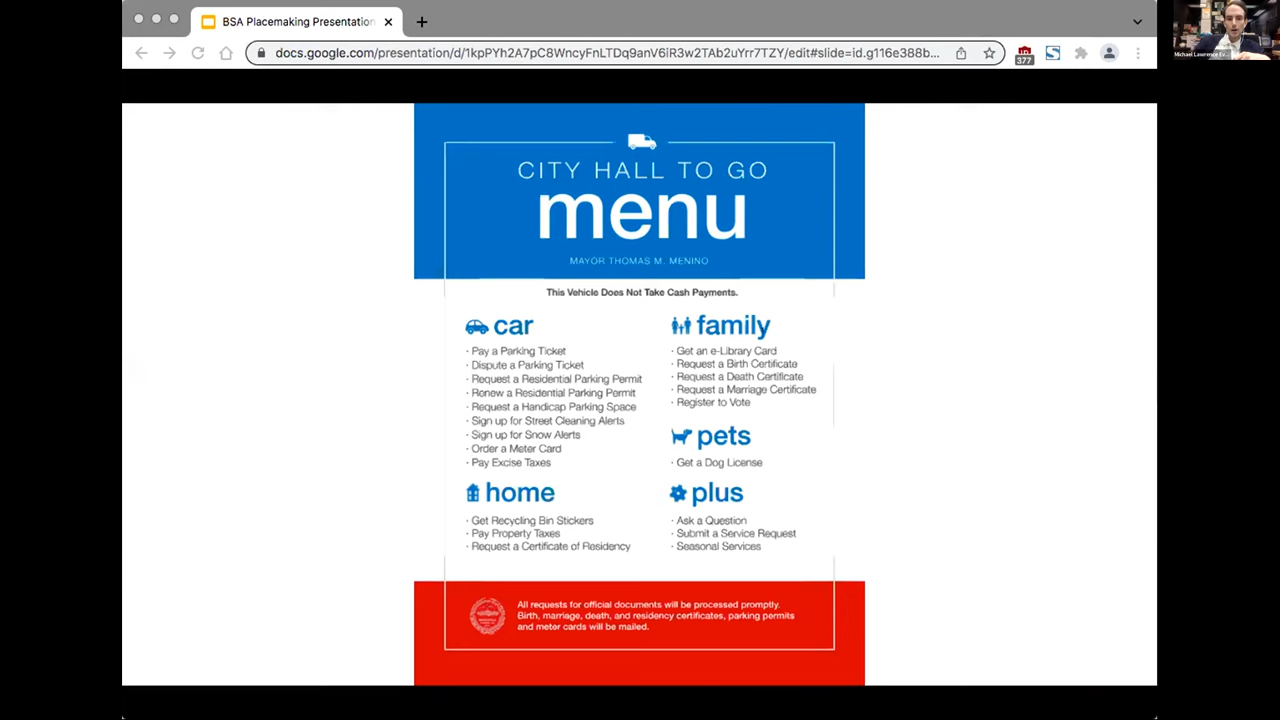 BSA Placemaking Presentation
docs.google.com/presentation/d/1kpPYh2A7pC8WncyFnLTDq9anV6iR3w2TAb2uYrr7TZY/edit#slide=id.g116e388b...
377
Michael Lawrence
CITY HALL TO GO
menu
MAYOR THOMAS M. MENINO
This Vehicle Does Not Take Cash Payments.
car
· Pay a Parking Ticket
· Dispute a Parking Ticket
· Request a Residential Parking Permit
· Renew a Residential Parking Permit
· Request a Handicap Parking Space
· Sign up for Street Cleaning Alerts
· Sign up for Snow Alerts
· Order a Meter Card
· Pay Excise Taxes
home
· Get Recycling Bin Stickers
· Pay Property Taxes
· Request a Certificate of Residency
family
· Get an e-Library Card
· Request a Birth Certificate
· Request a Death Certificate
· Request a Marriage Certificate
· Register to Vote
pets
· Get a Dog License
plus
· Ask a Question
· Submit a Service Request
· Seasonal Services
All requests for official documents will be processed promptly.
Birth, marriage, death, and residency certificates, parking permits
and meter cards will be mailed.